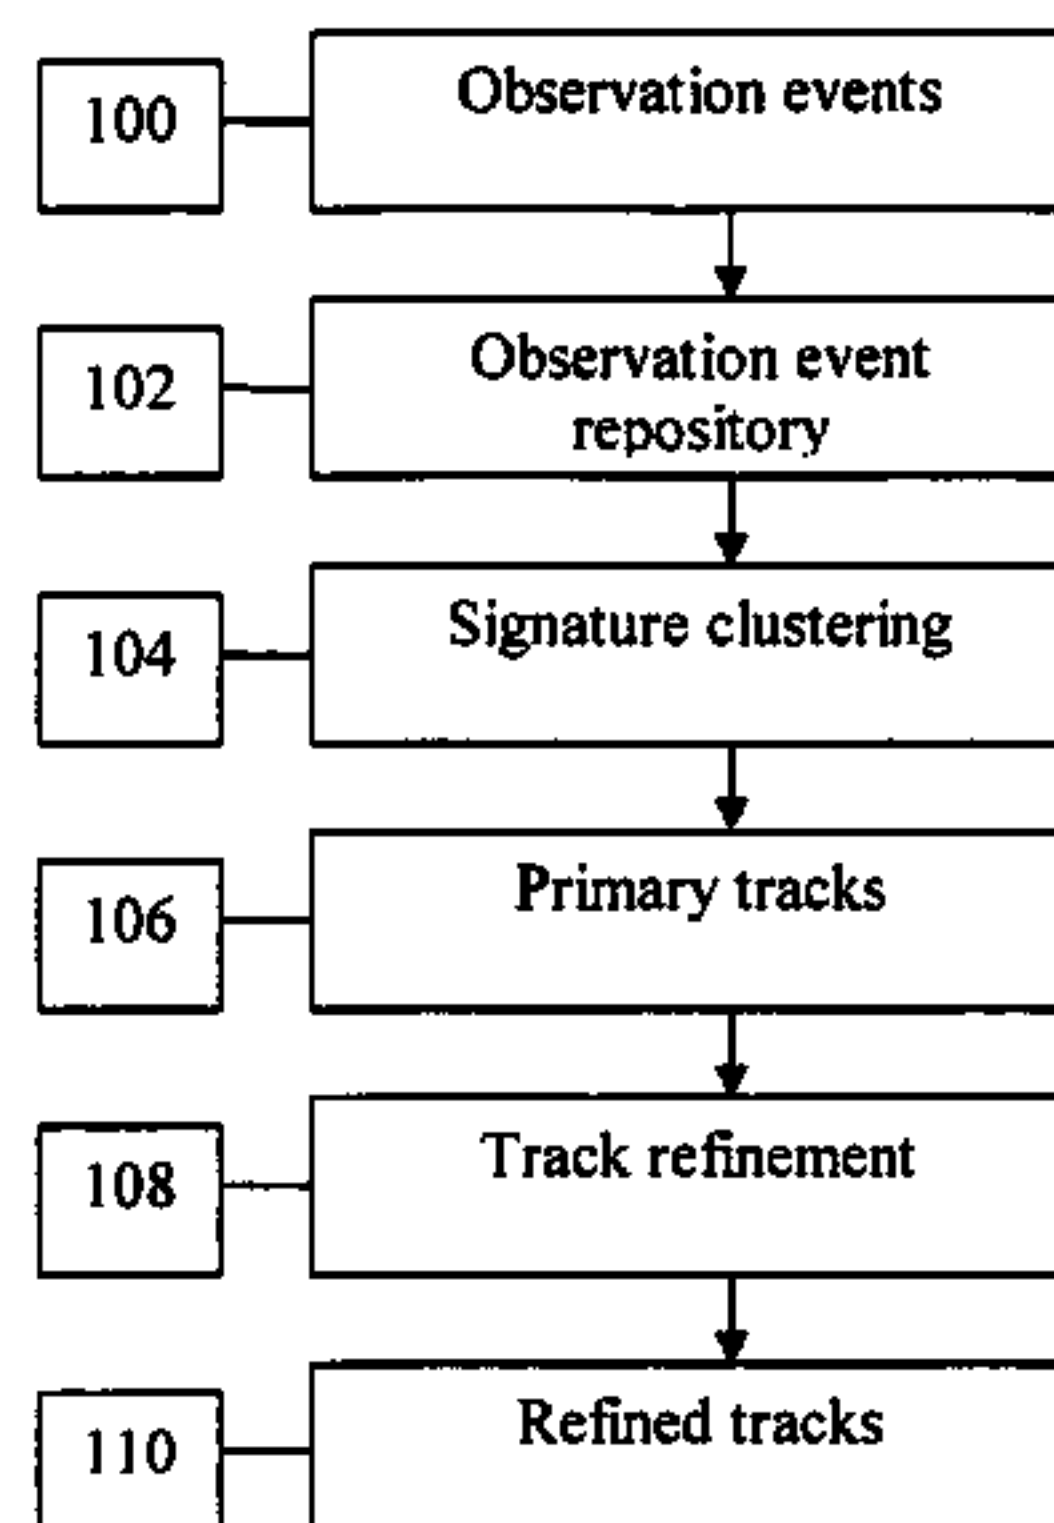 100
Observation events
102
Observation event
repository
104
Signature clustering
106
Primary tracks
108
Track refinement
110
Refined tracks